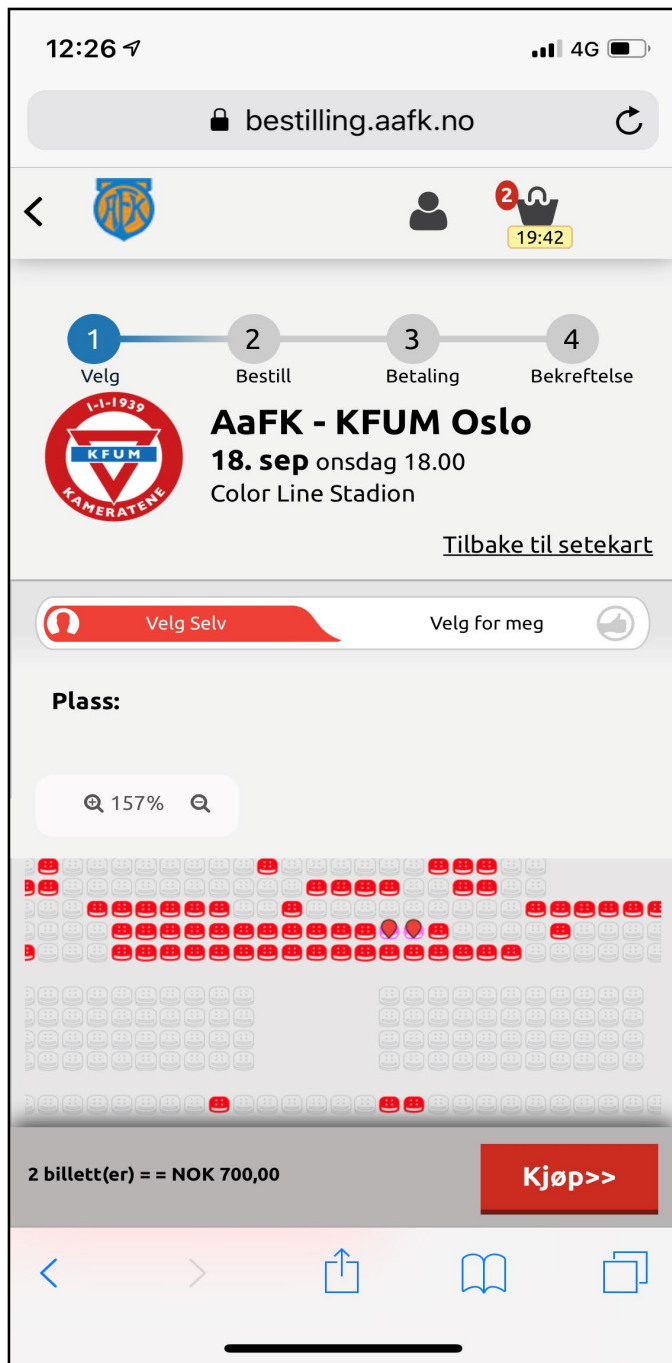 12:26
4G
bestilling.aafk.no
AFK
2
19:42
1 2 3 4
Velg Bestill Betaling Bekreftelse
1-1-1939
KFUM
KAMERATENE
AaFK - KFUM Oslo
18. sep onsdag 18.00
Color Line Stadion
Tilbake til setekart
Velg Selv
Velg for meg
Plass:
157%
2 billett(er) = = NOK 700,00
Kjøp>>